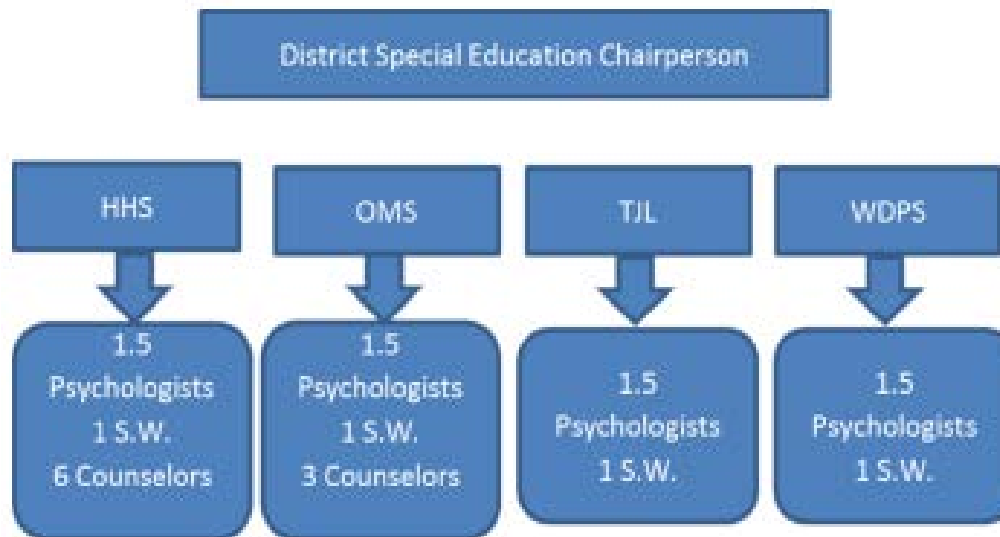 District Special Education Chairperson
HHS
OMS
TJL
WDPS
1.5
Psychologists
1 S.W.
6 Counselors
1.5
Psychologists
1 S.W.
3 Counselors
1.5
Psychologists
1 S.W.
1.5
Psychologists
1 S.W.